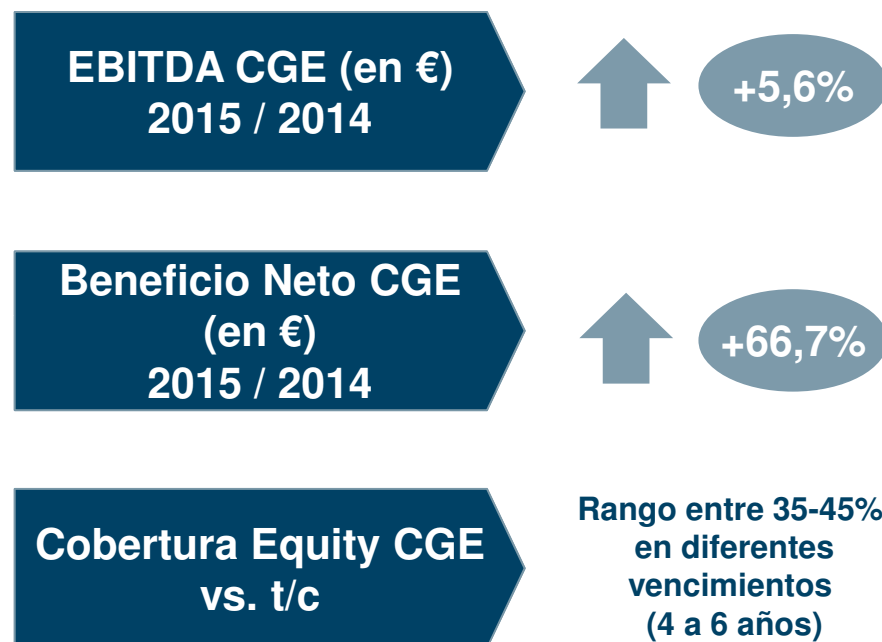 EBITDA CGE (en €)
2015 / 2014
+5,6%
Beneficio Neto CGE
(en €)
2015 / 2014
+66,7%
Cobertura Equity CGE
vs. t/c
Rango entre 35-45%
en diferentes
vencimientos
(4 a 6 años)